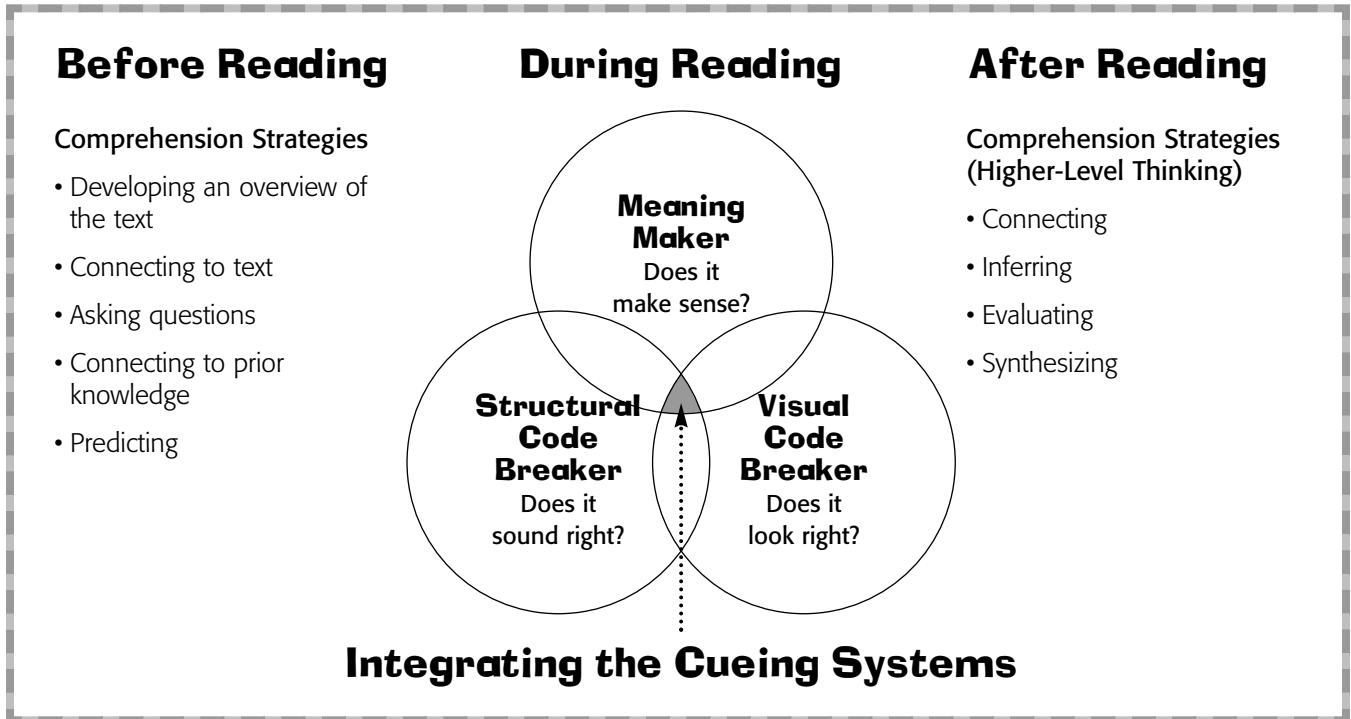 Before Reading
Comprehension Strategies
• Developing an overview of
the text
• Connecting to text
• Asking questions
• Connecting to prior
knowledge
• Predicting
During Reading
Meaning
Maker
Does it
make sense?
Structural
Code
Breaker
Does it
sound right?
Visual
Code
Breaker
Does it
look right?
After Reading
Comprehension Strategies
(Higher-Level Thinking)
• Connecting
• Inferring
• Evaluating
• Synthesizing
Integrating the Cueing Systems